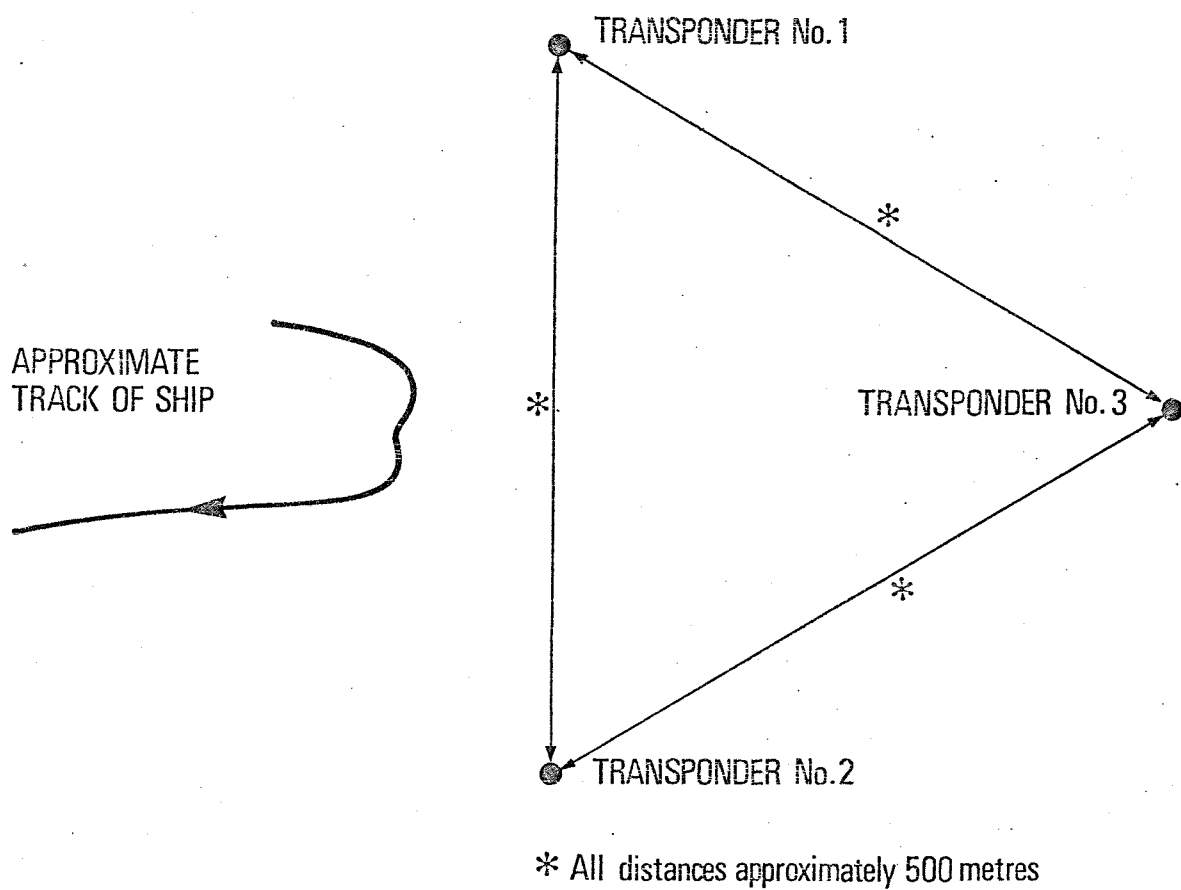 TRANSPONDER No. 1
*
APPROXIMATE
TRACK OF SHIP
*
TRANSPONDER No. 3
*
TRANSPONDER No. 2
* All distances approximately 500 metres